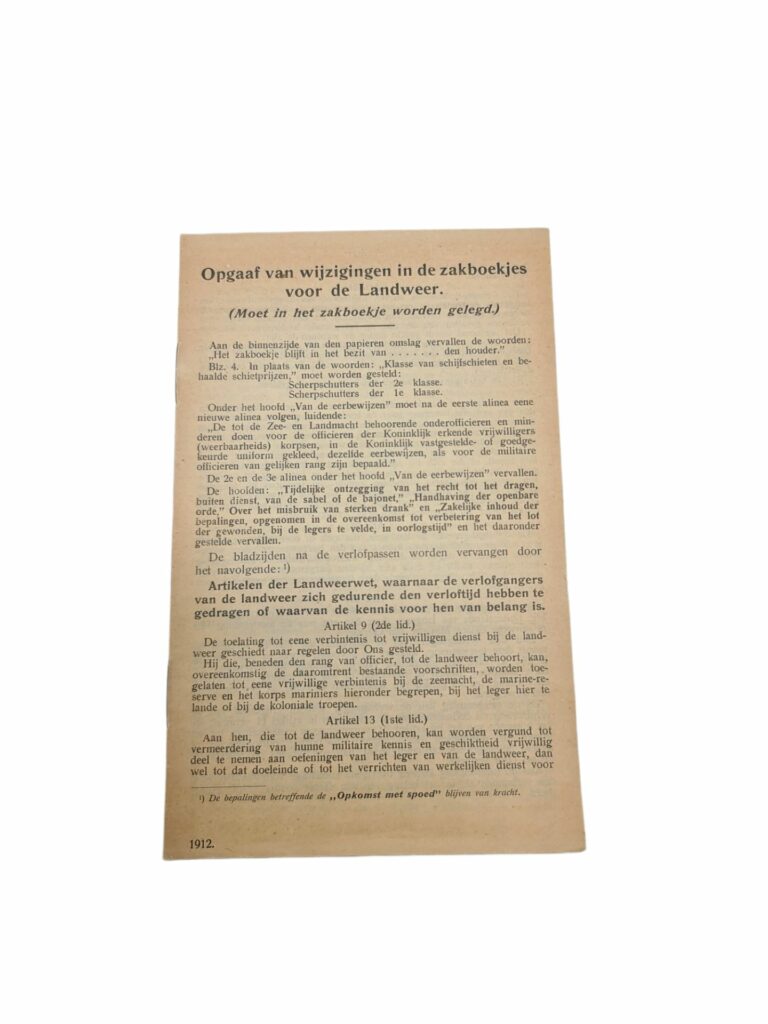 Opgaaf van wijzigingen in de zakboekjes
voor de Landweer.
(Moet in het zakboekje worden gelegd.)
Aan de binnenzijde van den papieren omslag vervallen de woorden:
„Het zakboekje blijft in het bezit van . . . . . . . den houder."
Blz. 4. In plaats van de woorden: „Klasse van schijfschieten en be-
haalde schietprijzen," moet worden gesteld:
Scherpschutters der 2e klasse.
Scherpschutters der 1e klasse.
Onder het hoofd „Van de eerbewijzen" moet na de eerste alinea eene
nieuwe alinea volgen, luidende:
„De tot de Zee- en Landmacht behoorende onderofficieren en min-
deren doen voor de officieren der Koninklijk erkende vrijwilligers
(weerbaarheids) korpsen, in de Koninklijk vastgestelde- of goedge-
keurde uniform gekleed, dezelfde eerbewijzen, als voor de militaire
officieren van gelijken rang zijn bepaald."
De 2e en de 3e alinea onder het hoofd „Van de eerbewijzen" vervallen.
De hoofden: „Tijdelijke ontzegging van het recht tot het dragen,
buiten dienst, van de sabel of de bajonet," „Handhaving der openbare
orde," Over het misbruik van sterken drank" en „Zakelijke inhoud der
bepalingen, opgenomen in de overeenkomst tot verbetering van het lot
der gewonden, bij de legers te velde, in oorlogstijd" en het daaronder
gestelde vervallen.
De bladzijden na de verlofpassen worden vervangen door
het navolgende: ¹)
Artikelen der Landweerwet, waarnaar de verlofgangers
van de landweer zich gedurende den verloftijd hebben te
gedragen of waarvan de kennis voor hen van belang is.
Artikel 9 (2de lid.)
De toelating tot eene verbintenis tot vrijwilligen dienst bij de land-
weer geschiedt naar regelen door Ons gesteld.
Hij die, beneden den rang van officier, tot de landweer behoort, kan,
overeenkomstig de daaromtrent bestaande voorschriften, worden toe-
gelaten tot eene vrijwillige verbintenis bij de zeemacht, de marine-re-
serve en het korps mariniers hieronder begrepen, bij het leger hier te
lande of bij de koloniale troepen.
Artikel 13 (1ste lid.)
Aan hen, die tot de landweer behooren, kan worden vergund tot
vermeerdering van hunne militaire kennis en geschiktheid vrijwillig
deel te nemen aan oefeningen van het leger en van de landweer, dan
wel tot dat doeleinde of tot het verrichten van werkelijken dienst voor
¹) De bepalingen betreffende de „Opkomst met spoed" blijven van kracht.
1912.